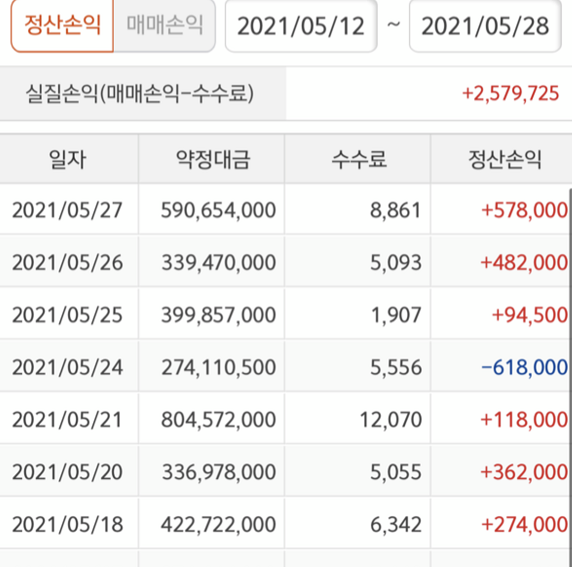 정산손익 매매손익 2021/05/12 ~ 2021/05/28
실질손익(매매손익-수수료) +2,579,725
일자 약정대금 수수료 정산손익
2021/05/27 590,654,000 8,861 +578,000
2021/05/26 339,470,000 5,093 +482,000
2021/05/25 399,857,000 1,907 +94,500
2021/05/24 274,110,500 5,556 -618,000
2021/05/21 804,572,000 12,070 +118,000
2021/05/20 336,978,000 5,055 +362,000
2021/05/18 422,722,000 6,342 +274,000